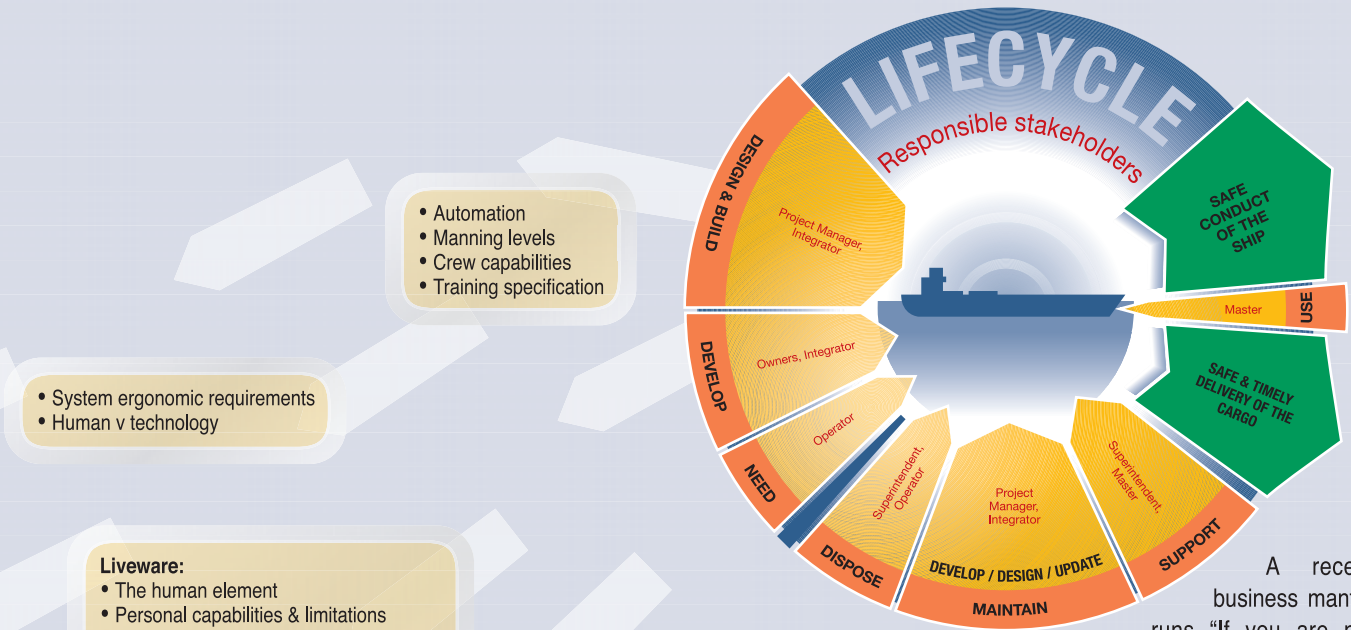 • Automation
• Manning levels
• Crew capabilities
• Training specification
• System ergonomic requirements
• Human v technology
Liveware:
• The human element
• Personal capabilities & limitations
LIFECYCLE
Responsible stakeholders
DESIGN & BUILD
Project Manager,
Integrator
DEVELOP
Owners, Integrator
NEED
Operator
DISPOSE
Superintendent,
Operator
Project
Manager,
Integrator
DEVELOP / DESIGN / UPDATE
MAINTAIN
Superintendent,
Master
SUPPORT
SAFE
CONDUCT
OF THE
SHIP
Master
USE
SAFE & TIMELY
DELIVERY OF THE
CARGO
A rece
business mant
runs "If you are n